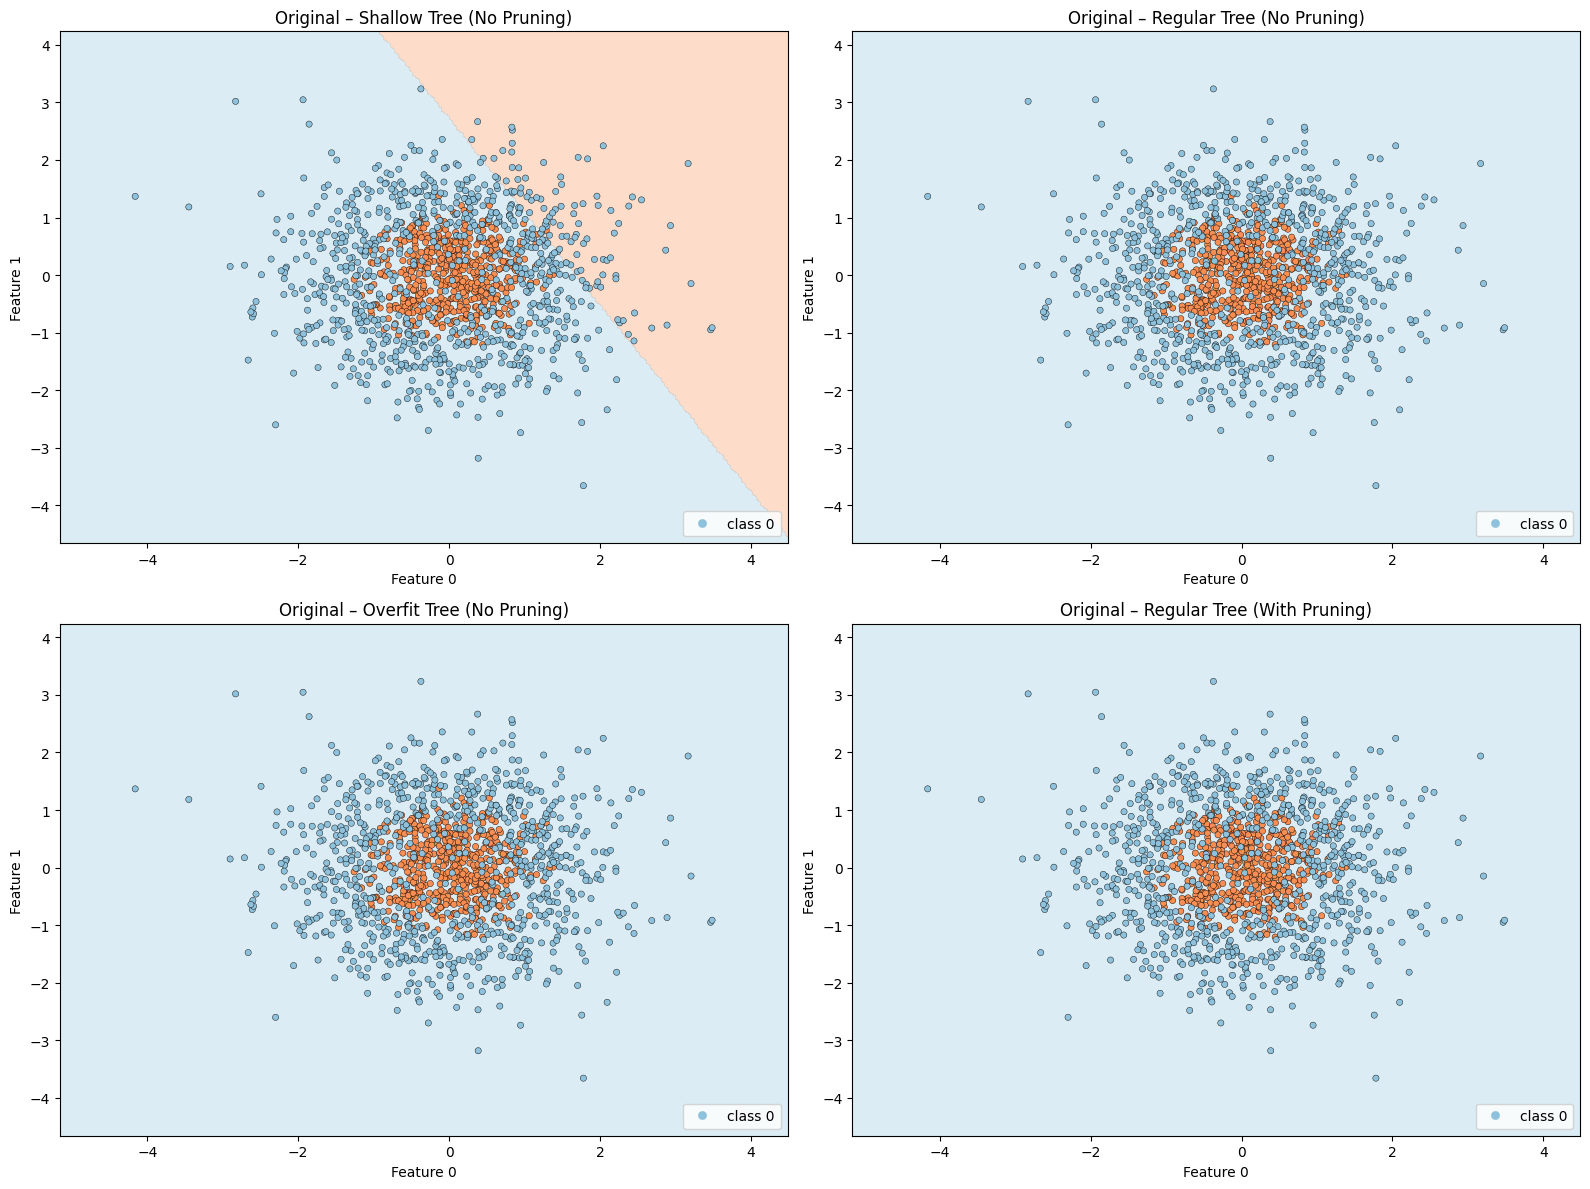 Original – Shallow Tree (No Pruning)
4
3
2
1
0
−1
−2
−3
−4
Feature 1
class 0
−4 −2 0 2 4
Feature 0
Original – Regular Tree (No Pruning)
4
3
2
1
0
−1
−2
−3
−4
Feature 1
class 0
−4 −2 0 2 4
Feature 0
Original – Overfit Tree (No Pruning)
4
3
2
1
0
−1
−2
−3
−4
Feature 1
class 0
−4 −2 0 2 4
Feature 0
Original – Regular Tree (With Pruning)
4
3
2
1
0
−1
−2
−3
−4
Feature 1
class 0
−4 −2 0 2 4
Feature 0